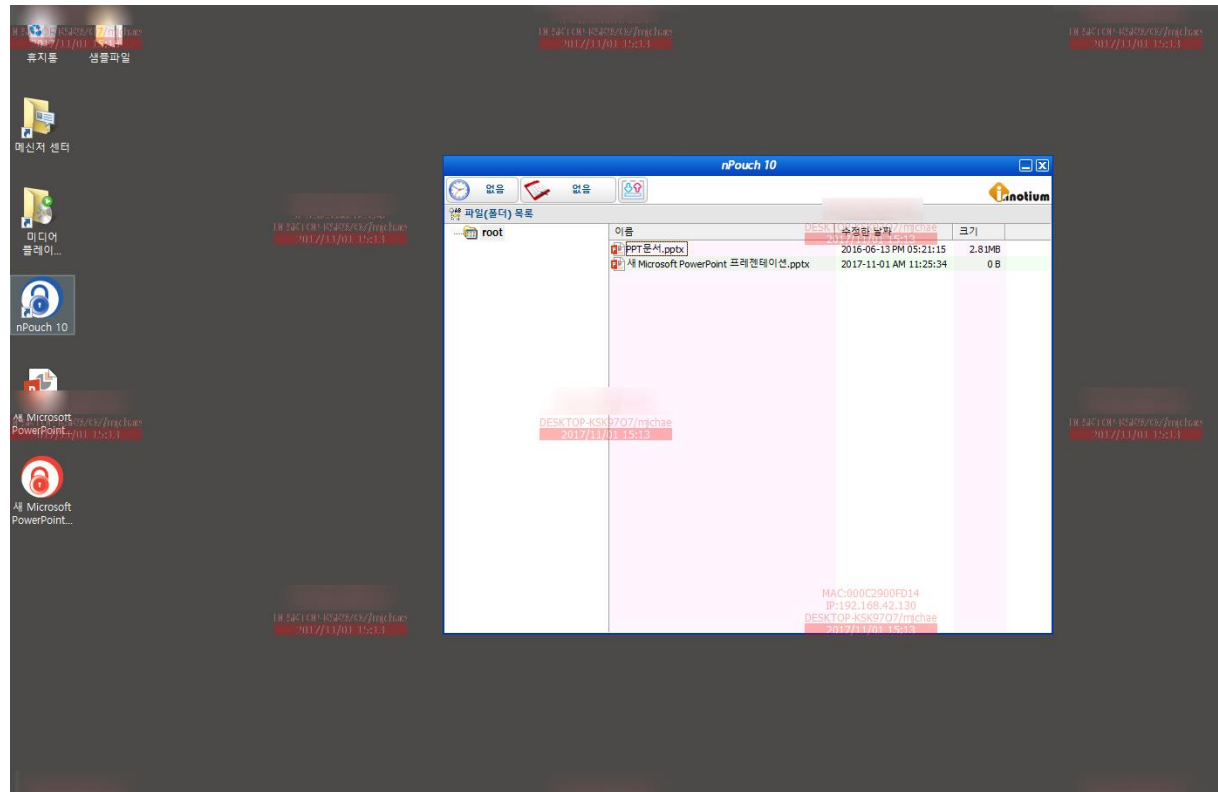 휴지통
샘플파일
메신저 센터
미디어
플레이...
nPouch 10
새 Microsoft
PowerPoint...
새 Microsoft
PowerPoint...
nPouch 10
없음
없음
inotium
파일(폴더) 목록
root
이름
수정한 날짜
크기
PPT문서.pptx
2016-06-13 PM 05:21:15
2.81MB
새 Microsoft PowerPoint 프레젠테이션.pptx
2017-11-01 AM 11:25:34
0 B
DESKTOP-KSK97O7/mjchae
2017/11/01 15:13
MAC:000C2900FD14
IP:192.168.42.130
DESKTOP-KSK97O7/mjchae
2017/11/01 15:13